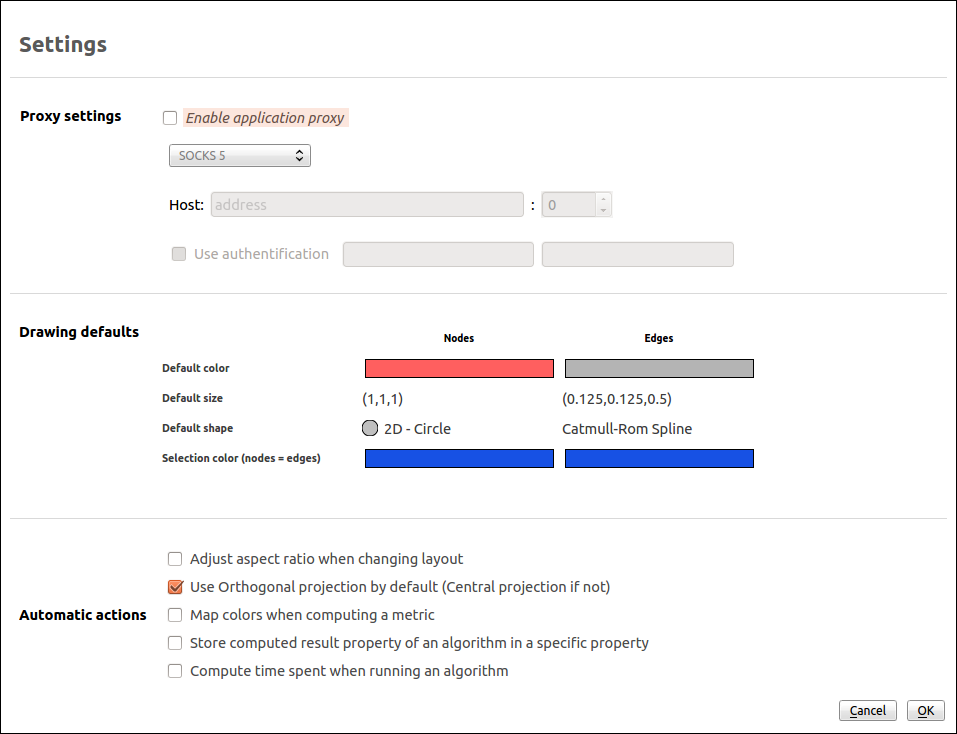 Settings
Proxy settings
Enable application proxy
SOCKS 5
Host: address : 0
Use authentification
Drawing defaults
Nodes Edges
Default color
Default size (1,1,1) (0.125,0.125,0.5)
Default shape 2D - Circle Catmull-Rom Spline
Selection color (nodes = edges)
Automatic actions
Adjust aspect ratio when changing layout
Use Orthogonal projection by default (Central projection if not)
Map colors when computing a metric
Store computed result property of an algorithm in a specific property
Compute time spent when running an algorithm
Cancel OK